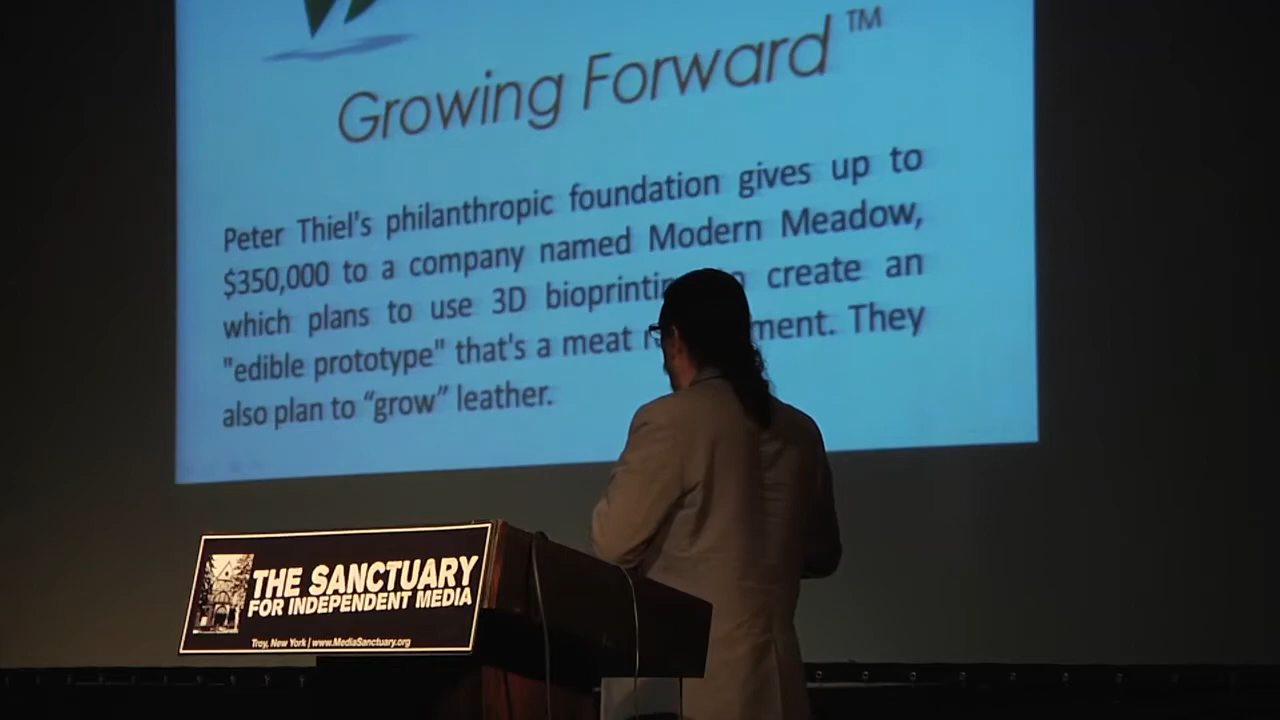 Growing Forward™
Peter Thiel's philanthropic foundation gives up to
$350,000 to a company named Modern Meadow,
which plans to use 3D bioprinting create an
"edible prototype" that's a meat They
also plan to “grow” leather.
THE SANCTUARY
FOR INDEPENDENT MEDIA
Troy, New York | www.MediaSanctuary.org